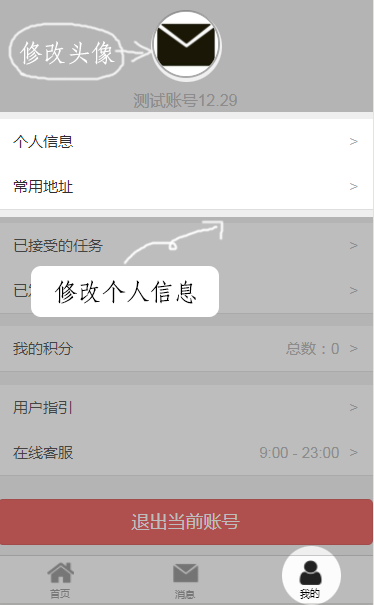 修改头像
测试账号12.29
个人信息 >
常用地址 >
已接受的任务 >
修改个人信息
我的积分 总数：0 >
用户指引 >
在线客服 9:00 - 23:00 >
退出当前账号
首页 消息 我的